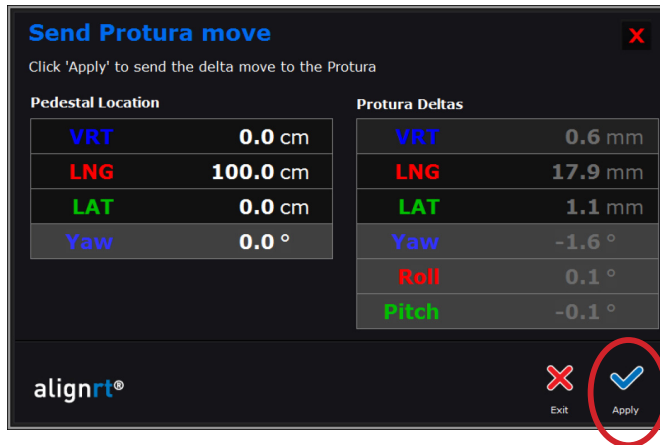 Send Protura move
X
Click 'Apply' to send the delta move to the Protura
Pedestal Location
VRT 0.0 cm
LNG 100.0 cm
LAT 0.0 cm
Yaw 0.0 °
Protura Deltas
VRT 0.6 mm
LNG 17.9 mm
LAT 1.1 mm
Yaw -1.6 °
Roll 0.1 °
Pitch -0.1 °
alignrt®
Exit
Apply